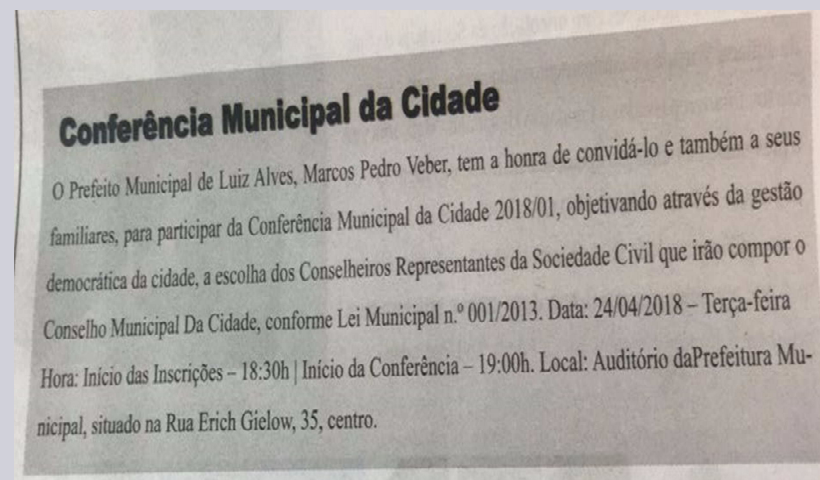 Conferência Municipal da Cidade
O Prefeito Municipal de Luiz Alves, Marcos Pedro Veber, tem a honra de convidá-lo e também a seus
familiares, para participar da Conferência Municipal da Cidade 2018/01, objetivando através da gestão
democrática da cidade, a escolha dos Conselheiros Representantes da Sociedade Civil que irão compor o
Conselho Municipal Da Cidade, conforme Lei Municipal n.º 001/2013. Data: 24/04/2018 – Terça-feira
Hora: Início das Inscrições – 18:30h | Início da Conferência – 19:00h. Local: Auditório daPrefeitura Mu-
nicipal, situado na Rua Erich Gielow, 35, centro.